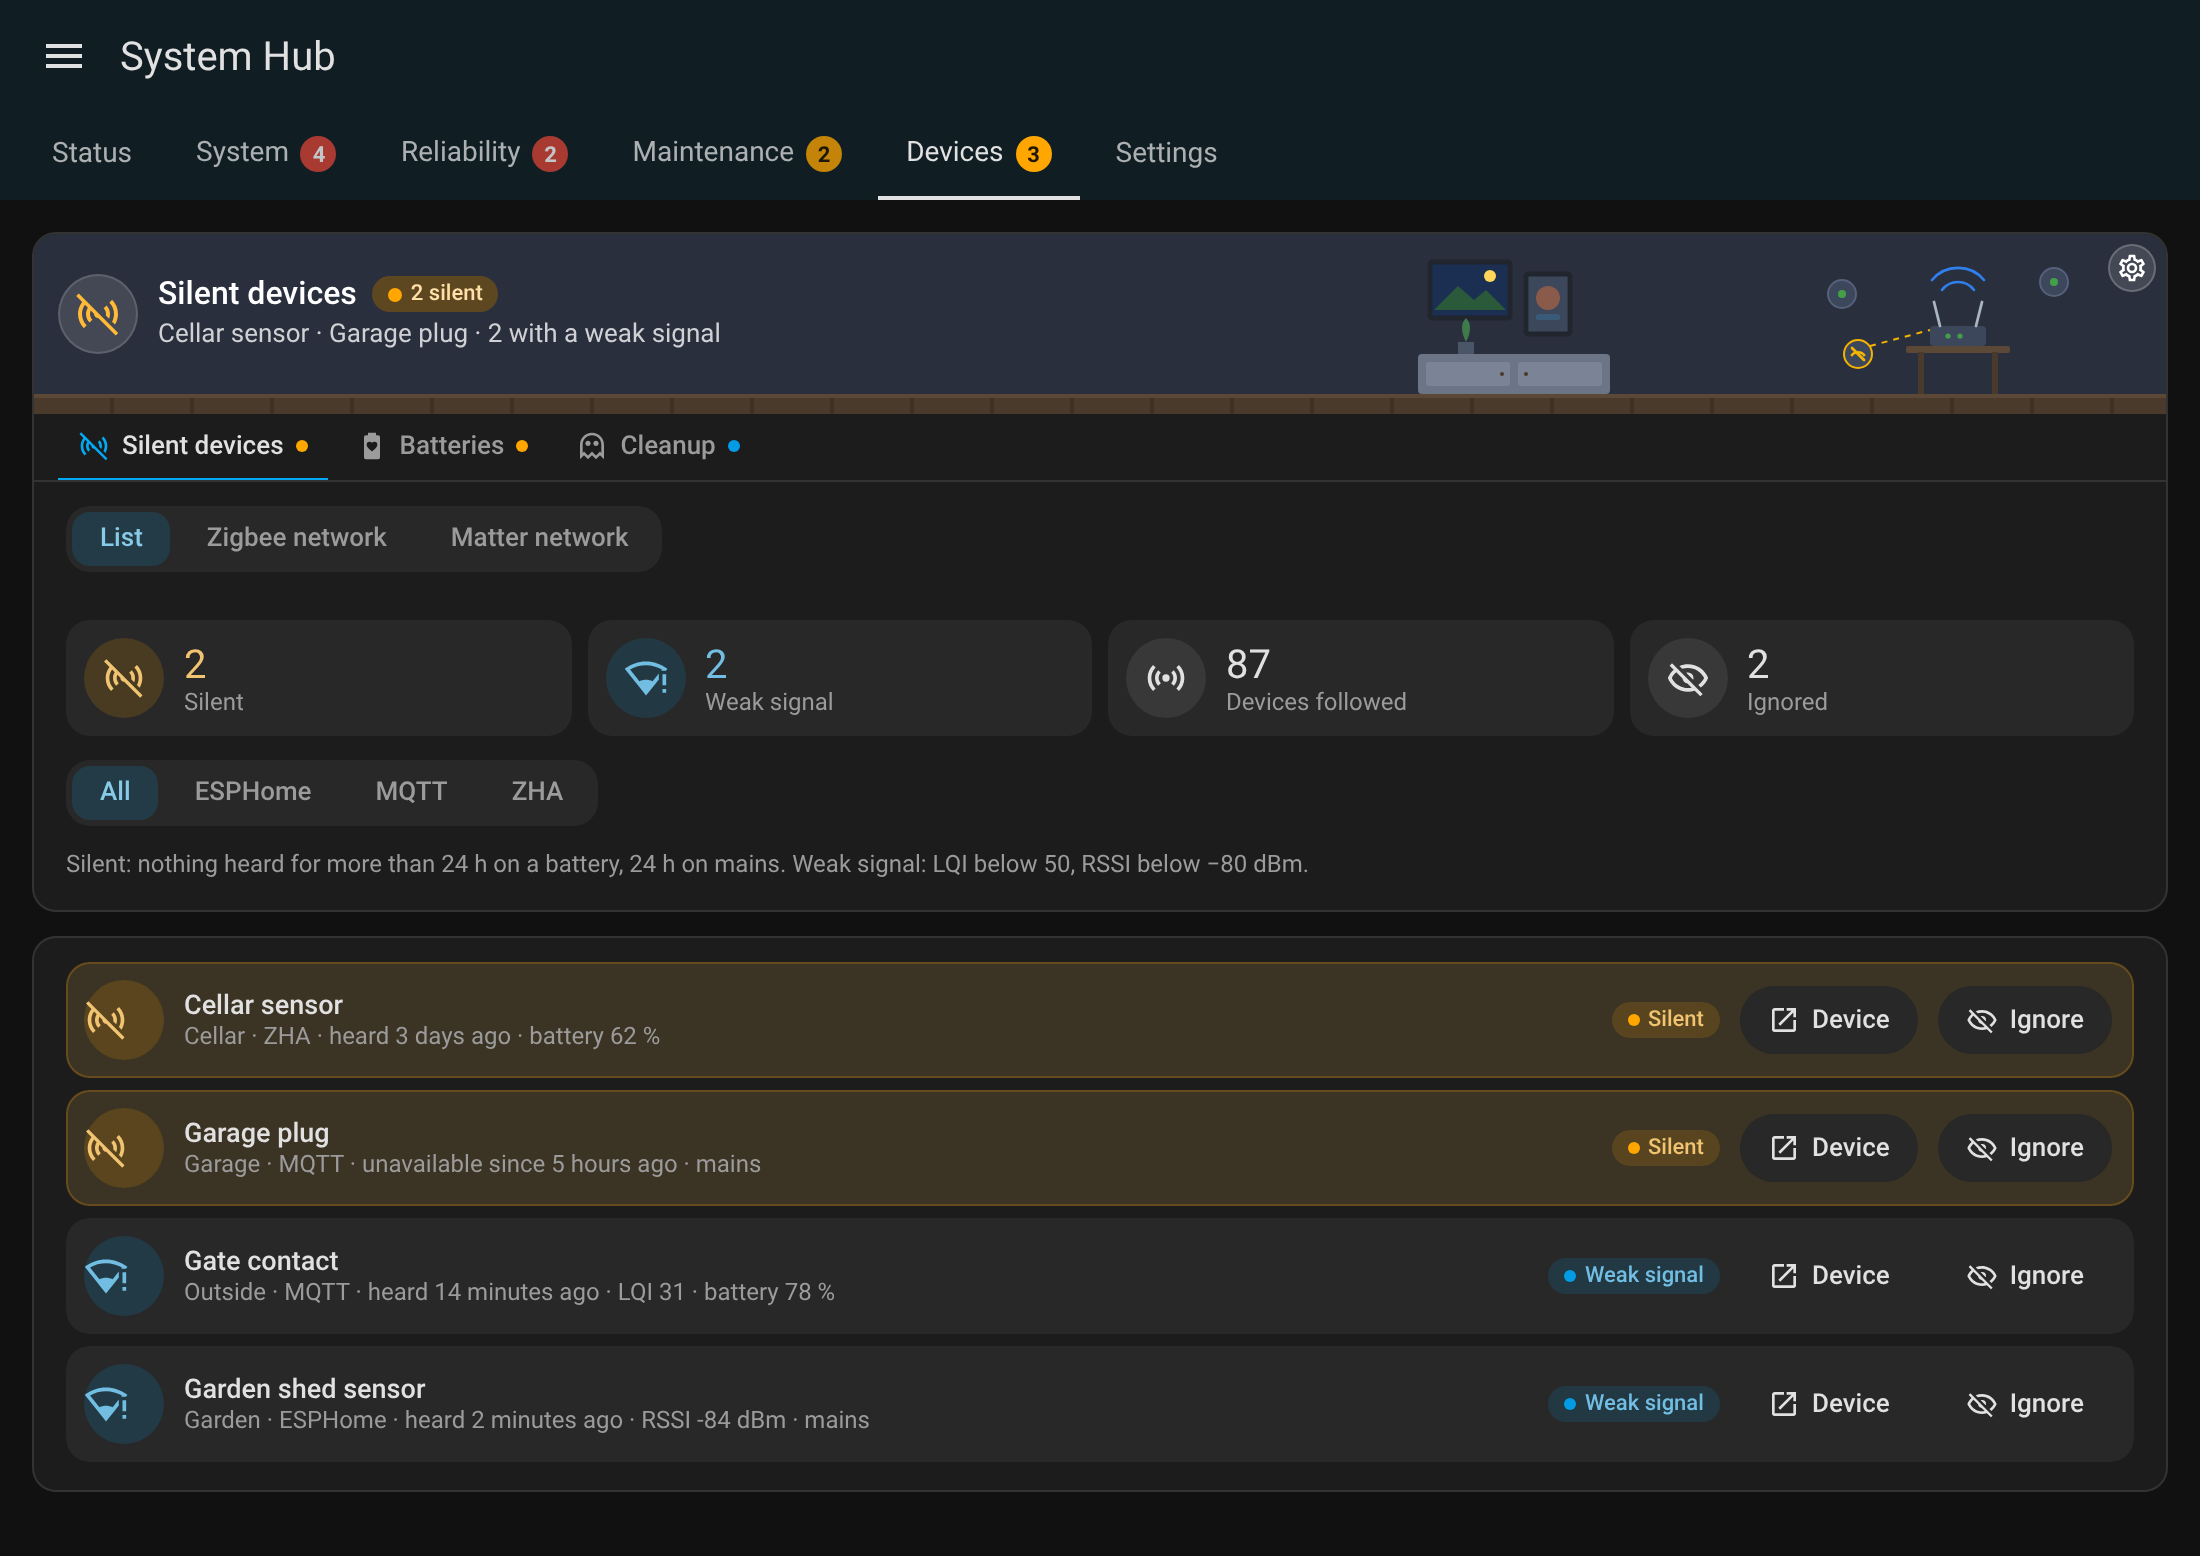 System Hub
Status
System 4
Reliability 2
Maintenance 2
Devices 3
Settings
Silent devices 2 silent
Cellar sensor · Garage plug · 2 with a weak signal
Silent devices
Batteries
Cleanup
List
Zigbee network
Matter network
2
Silent
2
Weak signal
87
Devices followed
2
Ignored
All
ESPHome
MQTT
ZHA
Silent: nothing heard for more than 24 h on a battery, 24 h on mains. Weak signal: LQI below 50, RSSI below −80 dBm.
Cellar sensor
Cellar · ZHA · heard 3 days ago · battery 62 %
Silent
Device
Ignore
Garage plug
Garage · MQTT · unavailable since 5 hours ago · mains
Silent
Device
Ignore
Gate contact
Outside · MQTT · heard 14 minutes ago · LQI 31 · battery 78 %
Weak signal
Device
Ignore
Garden shed sensor
Garden · ESPHome · heard 2 minutes ago · RSSI -84 dBm · mains
Weak signal
Device
Ignore